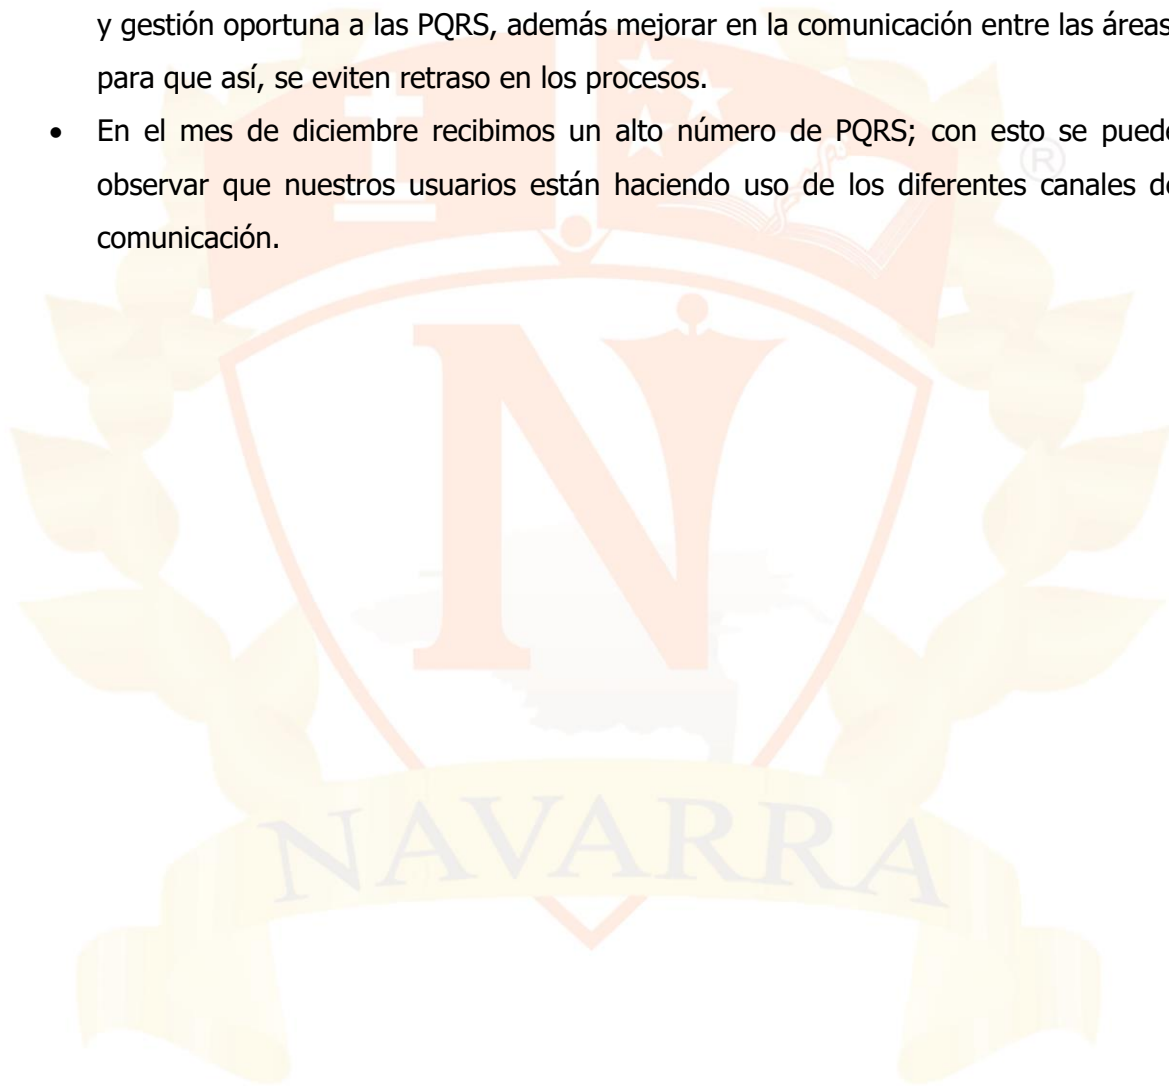 y gestión oportuna a las PQRS, además mejorar en la comunicación entre las áreas
para que así, se eviten retraso en los procesos.
• En el mes de diciembre recibimos un alto número de PQRS; con esto se puede
observar que nuestros usuarios están haciendo uso de los diferentes canales de
comunicación.
®
N
NAVARRA